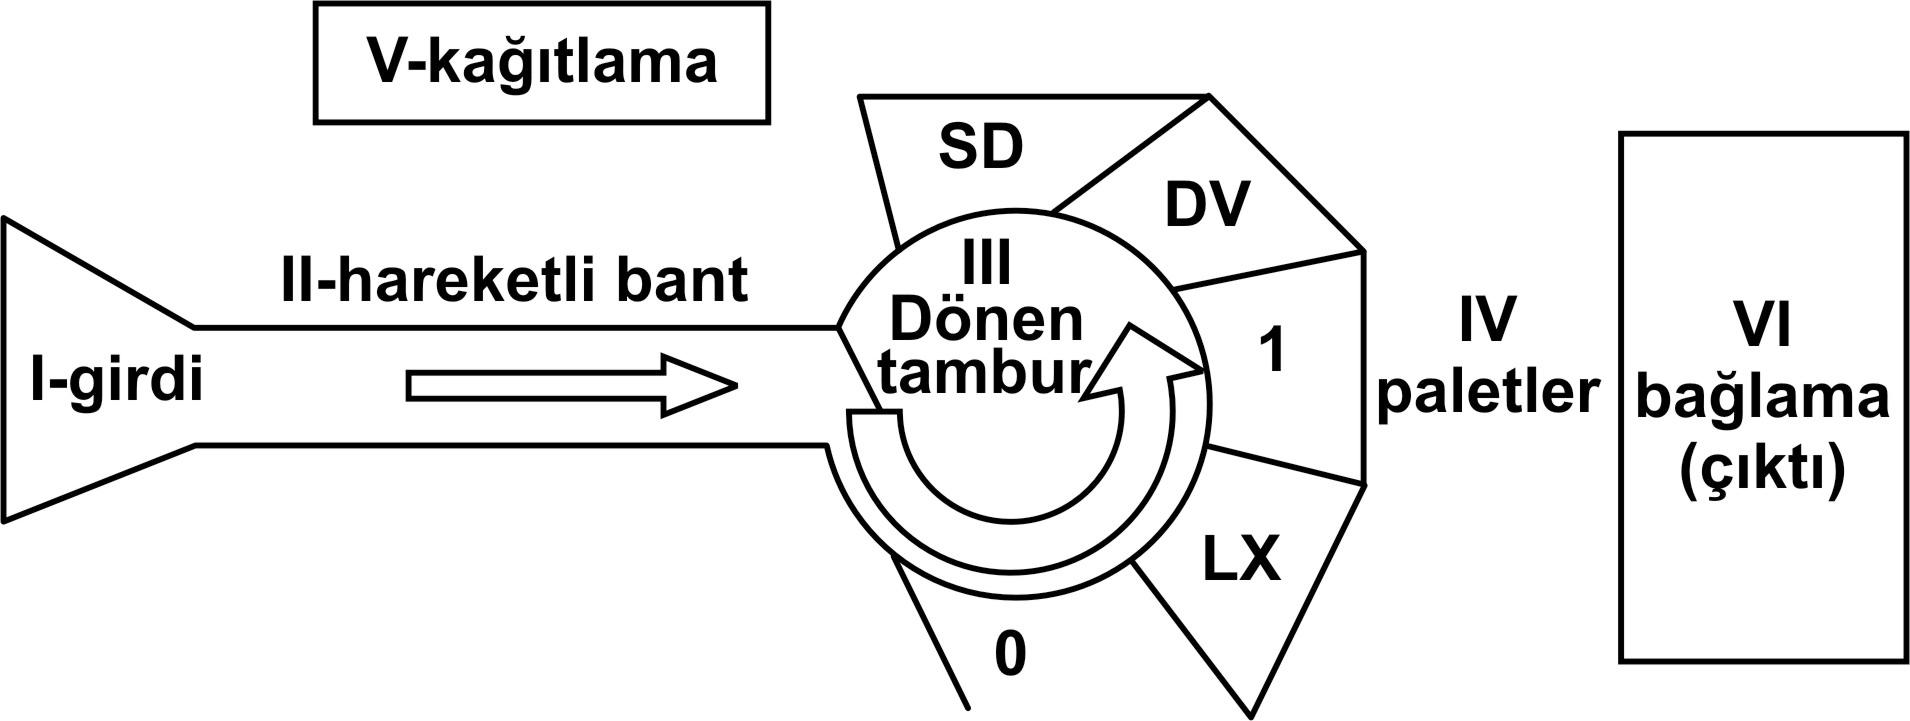 V-kağıtlama
SD
DV
II-hareketli bant
III
Dönen
tambur
I-girdi
1
IV
paletler
VI
bağlama
(çıktı)
LX
0